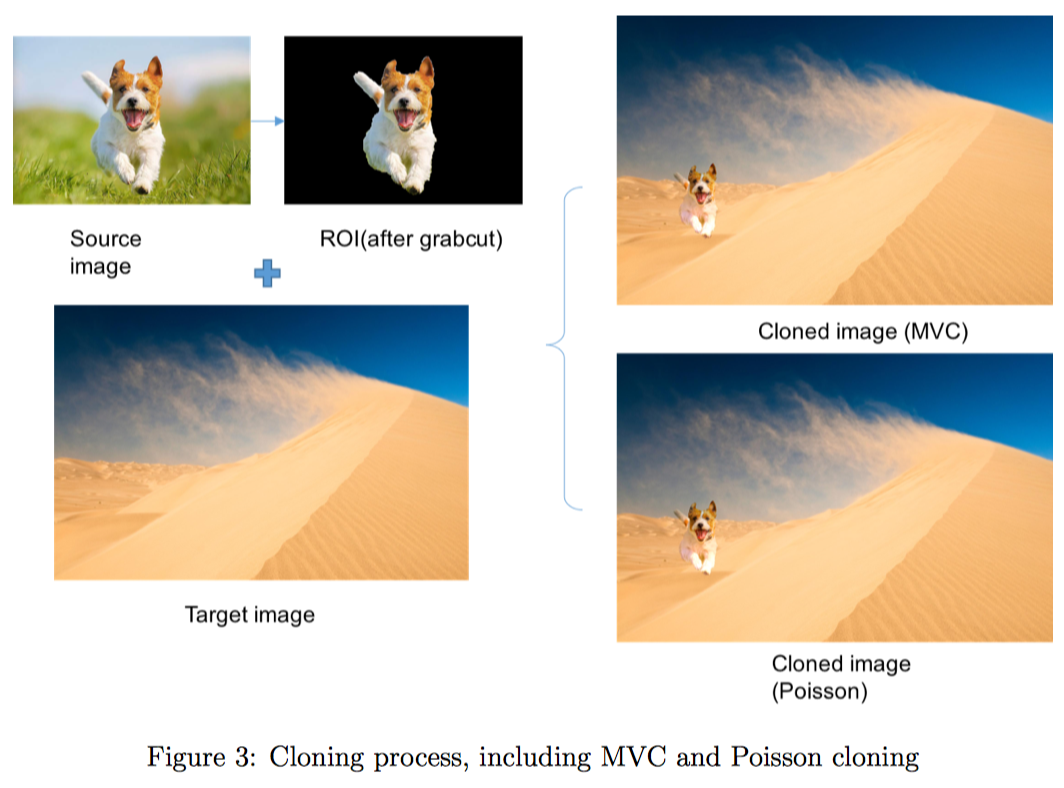 Source
image
ROI(after grabcut)
Target image
Cloned image (MVC)
Cloned image
(Poisson)
Figure 3: Cloning process, including MVC and Poisson cloning